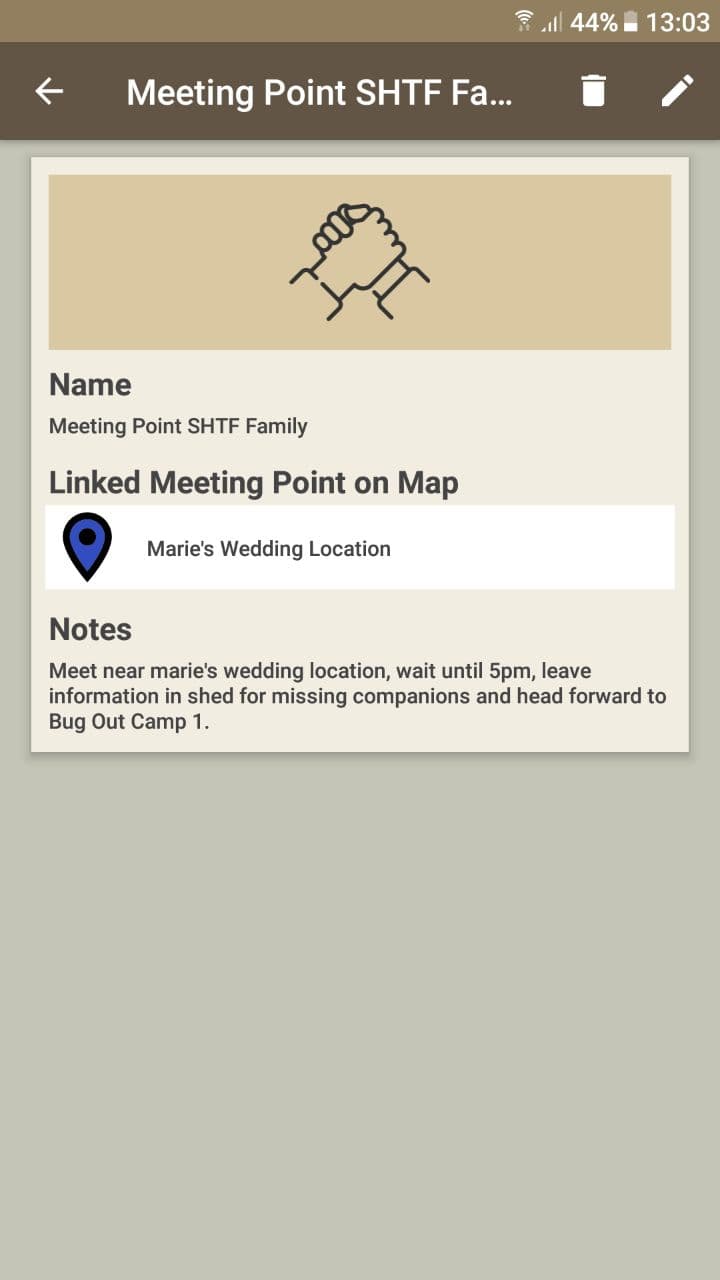 44% 13:03
Meeting Point SHTF Fa...
Name
Meeting Point SHTF Family
Linked Meeting Point on Map
Marie's Wedding Location
Notes
Meet near marie's wedding location, wait until 5pm, leave
information in shed for missing companions and head forward to
Bug Out Camp 1.